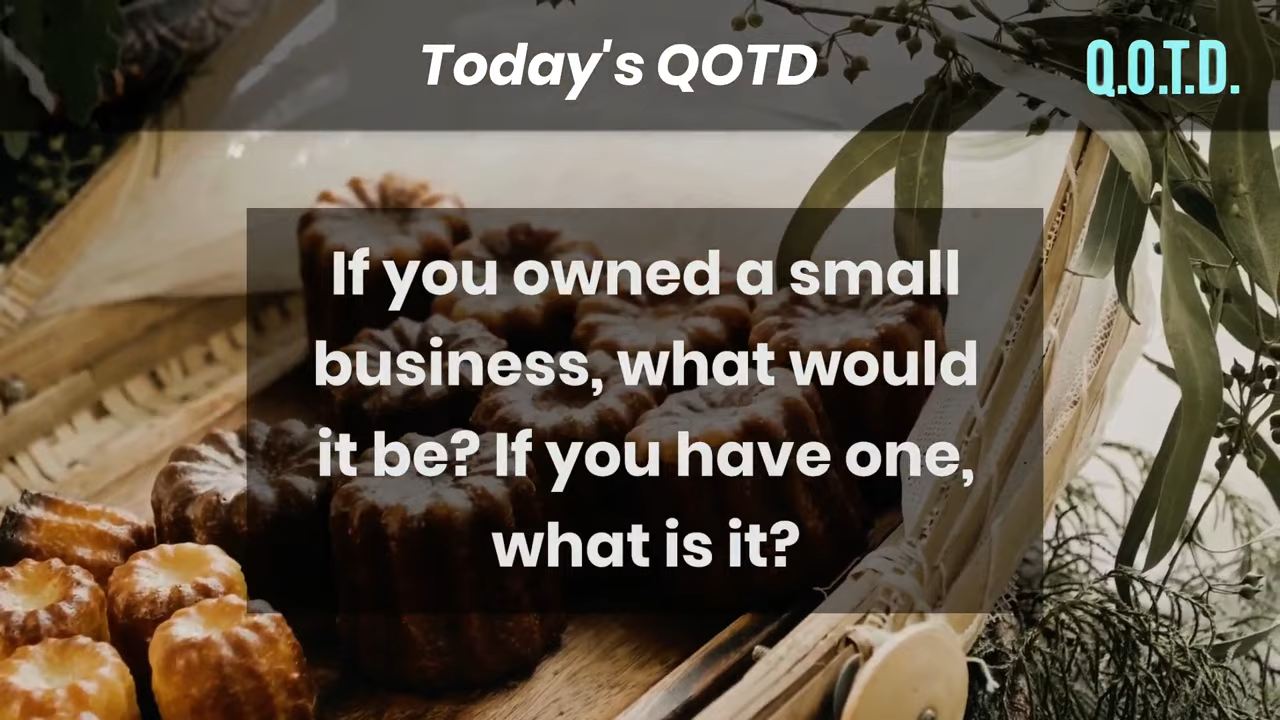 Today's QOTD
Q.O.T.D.
If you owned a small
business, what would
it be? If you have one,
what is it?